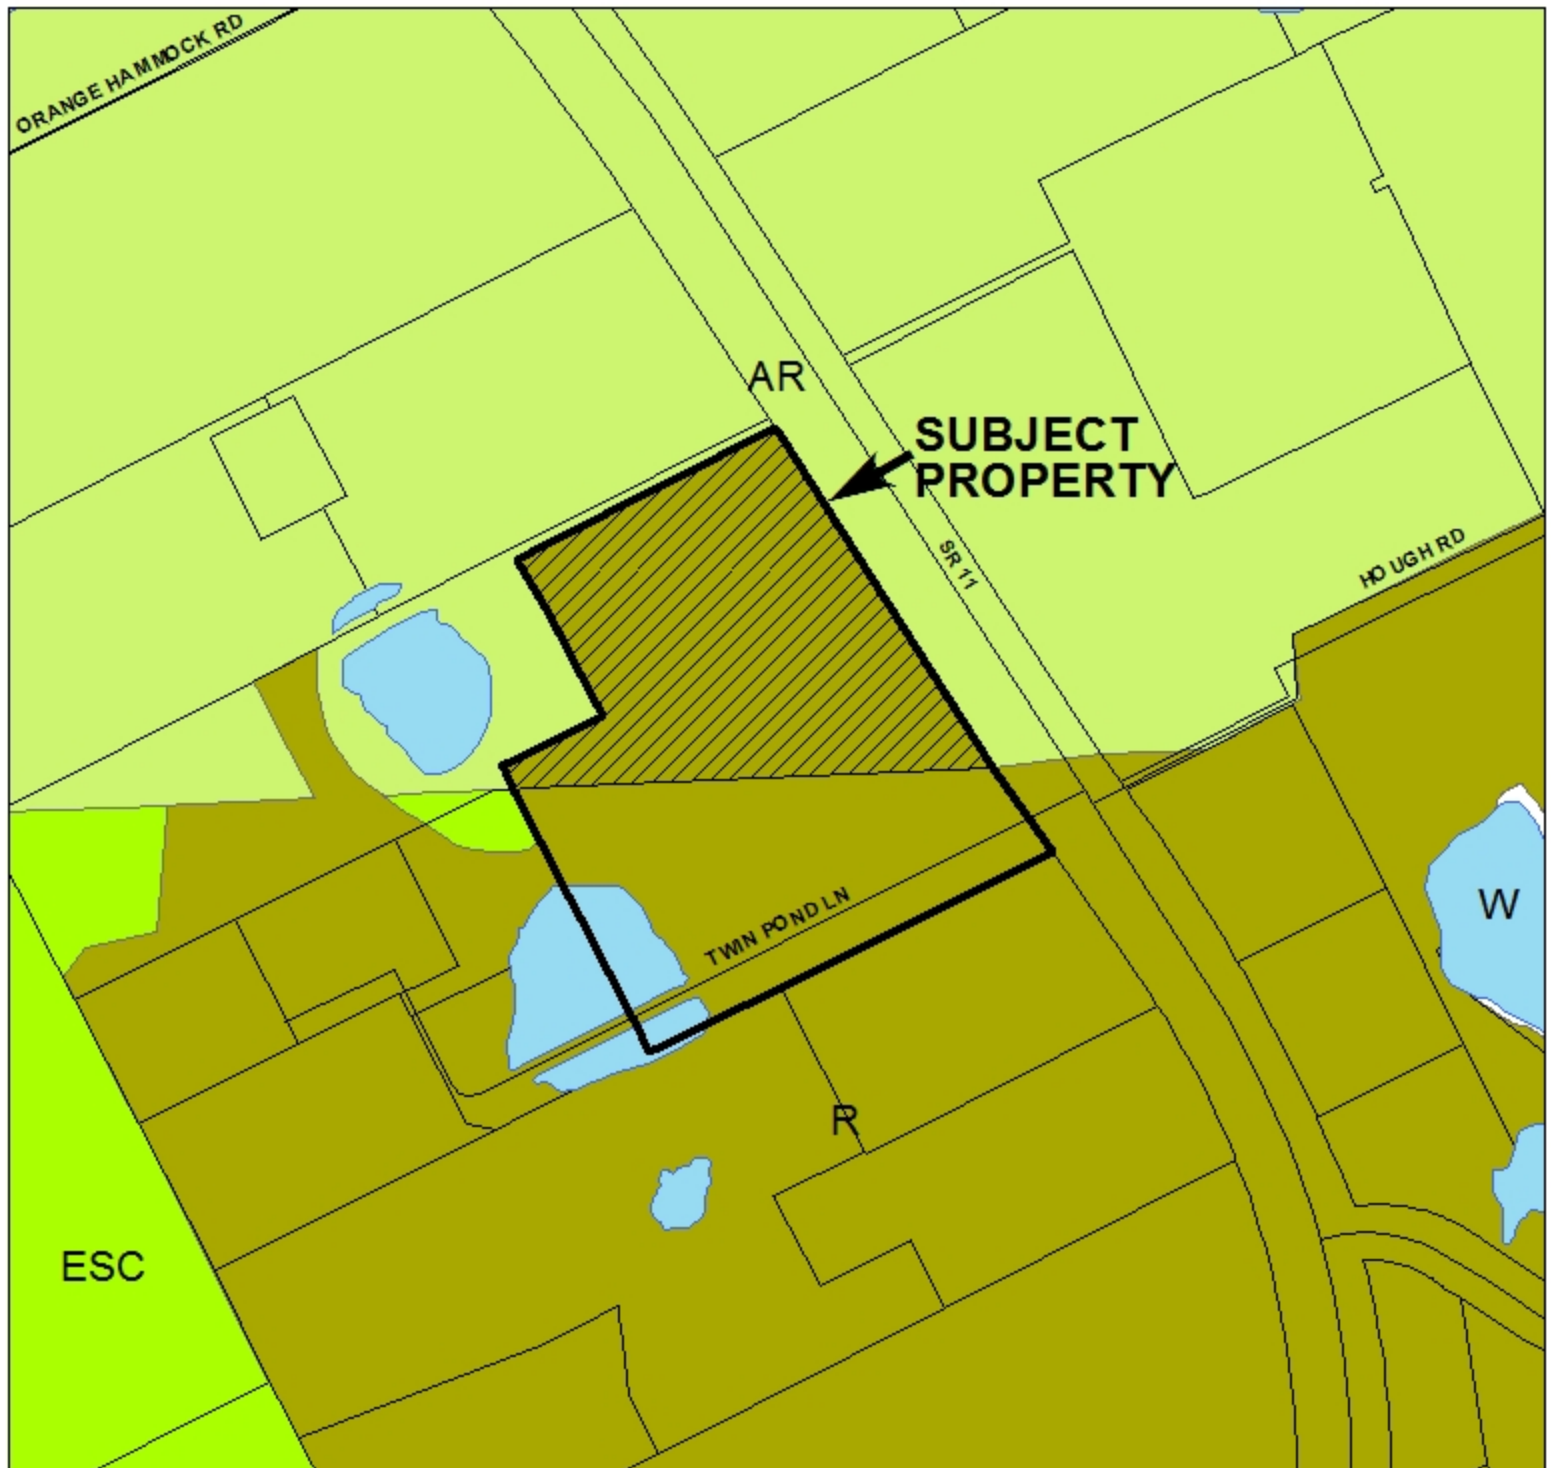 ORANGE HAMMOCK RD
AR
SUBJECT
PROPERTY
SR 11
HOUGH RD
TWIN POND LN
W
R
ESC